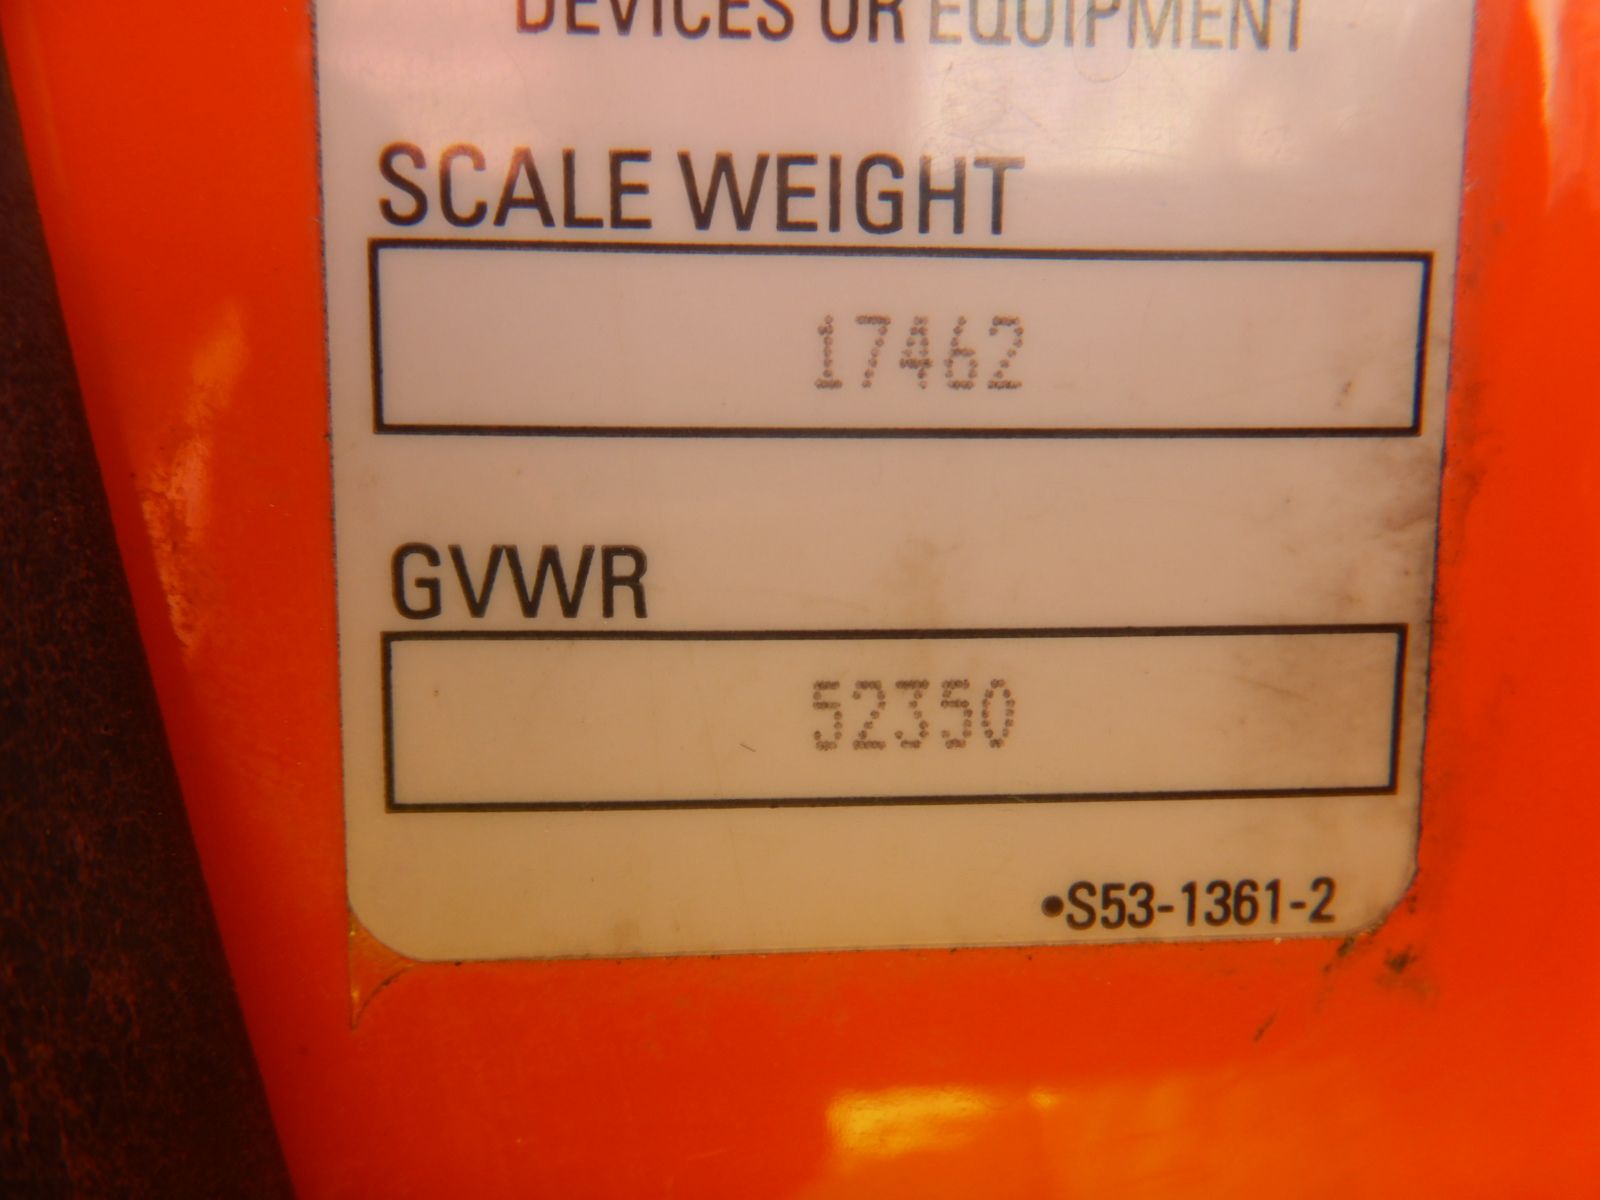 DEVICES OR EQUIPMENT
SCALE WEIGHT
17462
GVWR
52350
•S53-1361-2